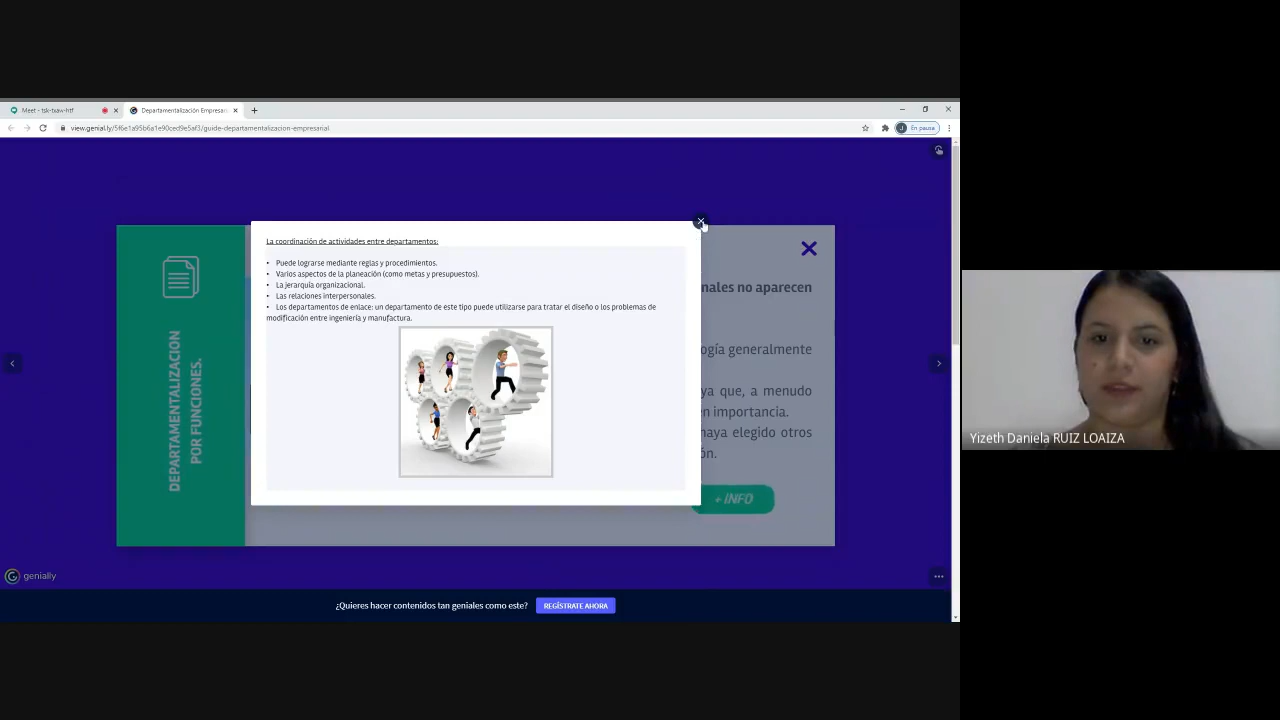 Meet - tsk-txaw-htf
Departamentalización Empresari
view.genial.ly/5f6e1a95b6a1e90ced9e5af3/guide-departamentalizacion-empresarial
En pausa
DEPARTAMENTALIZACION
POR FUNCIONES.
La coordinación de actividades entre departamentos:
• Puede lograrse mediante reglas y procedimientos.
• Varios aspectos de la planeación (como metas y presupuestos).
• La jerarquía organizacional.
• Las relaciones interpersonales.
• Los departamentos de enlace: un departamento de este tipo puede utilizarse para tratar el diseño o los problemas de
modificación entre ingeniería y manufactura.
nales no aparecen
ogía generalmente
ya que, a menudo
en importancia.
haya elegido otros
ón.
+ INFO
genially
¿Quieres hacer contenidos tan geniales como este?
REGÍSTRATE AHORA
Yizeth Daniela RUIZ LOAIZA